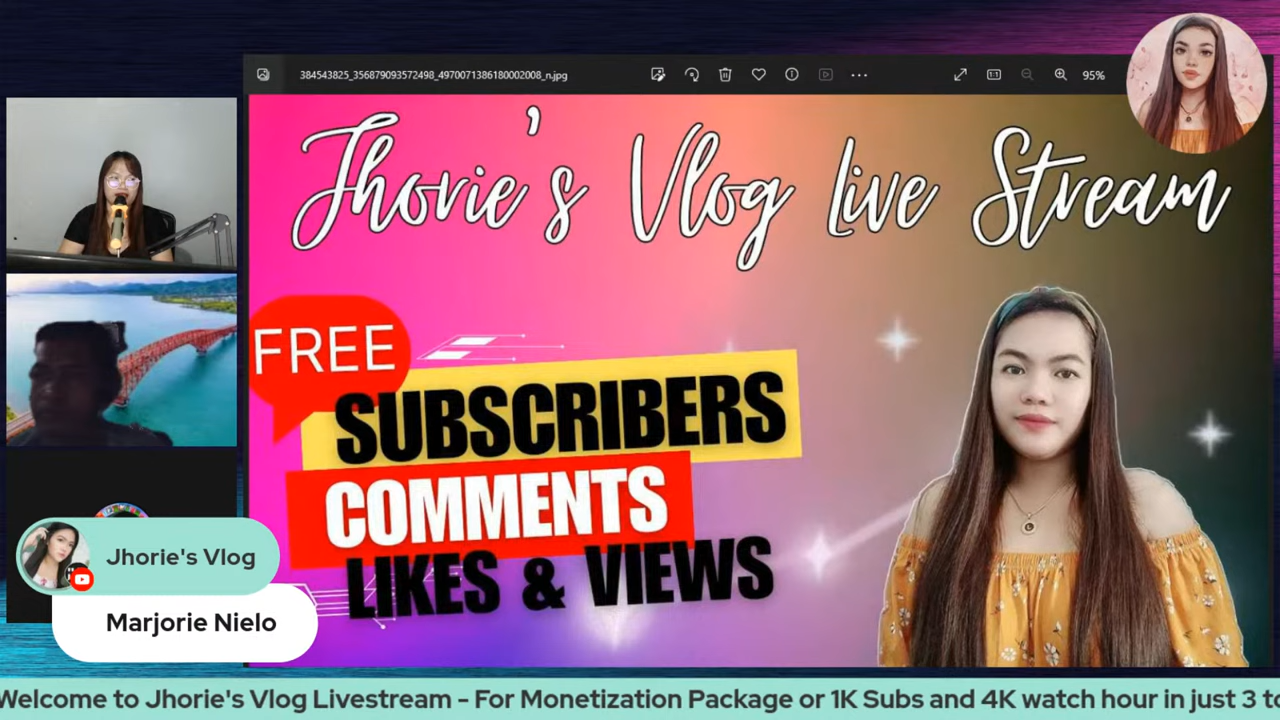 384543825_356879093572498_4970071386180002008_n.jpg
95%
Jhorie's Vlog Live Stream
FREE
SUBSCRIBERS
COMMENTS
LIKES & VIEWS
Jhorie's Vlog
Marjorie Nielo
Welcome to Jhorie's Vlog Livestream - For Monetization Package or 1K Subs and 4K watch hour in just 3 to